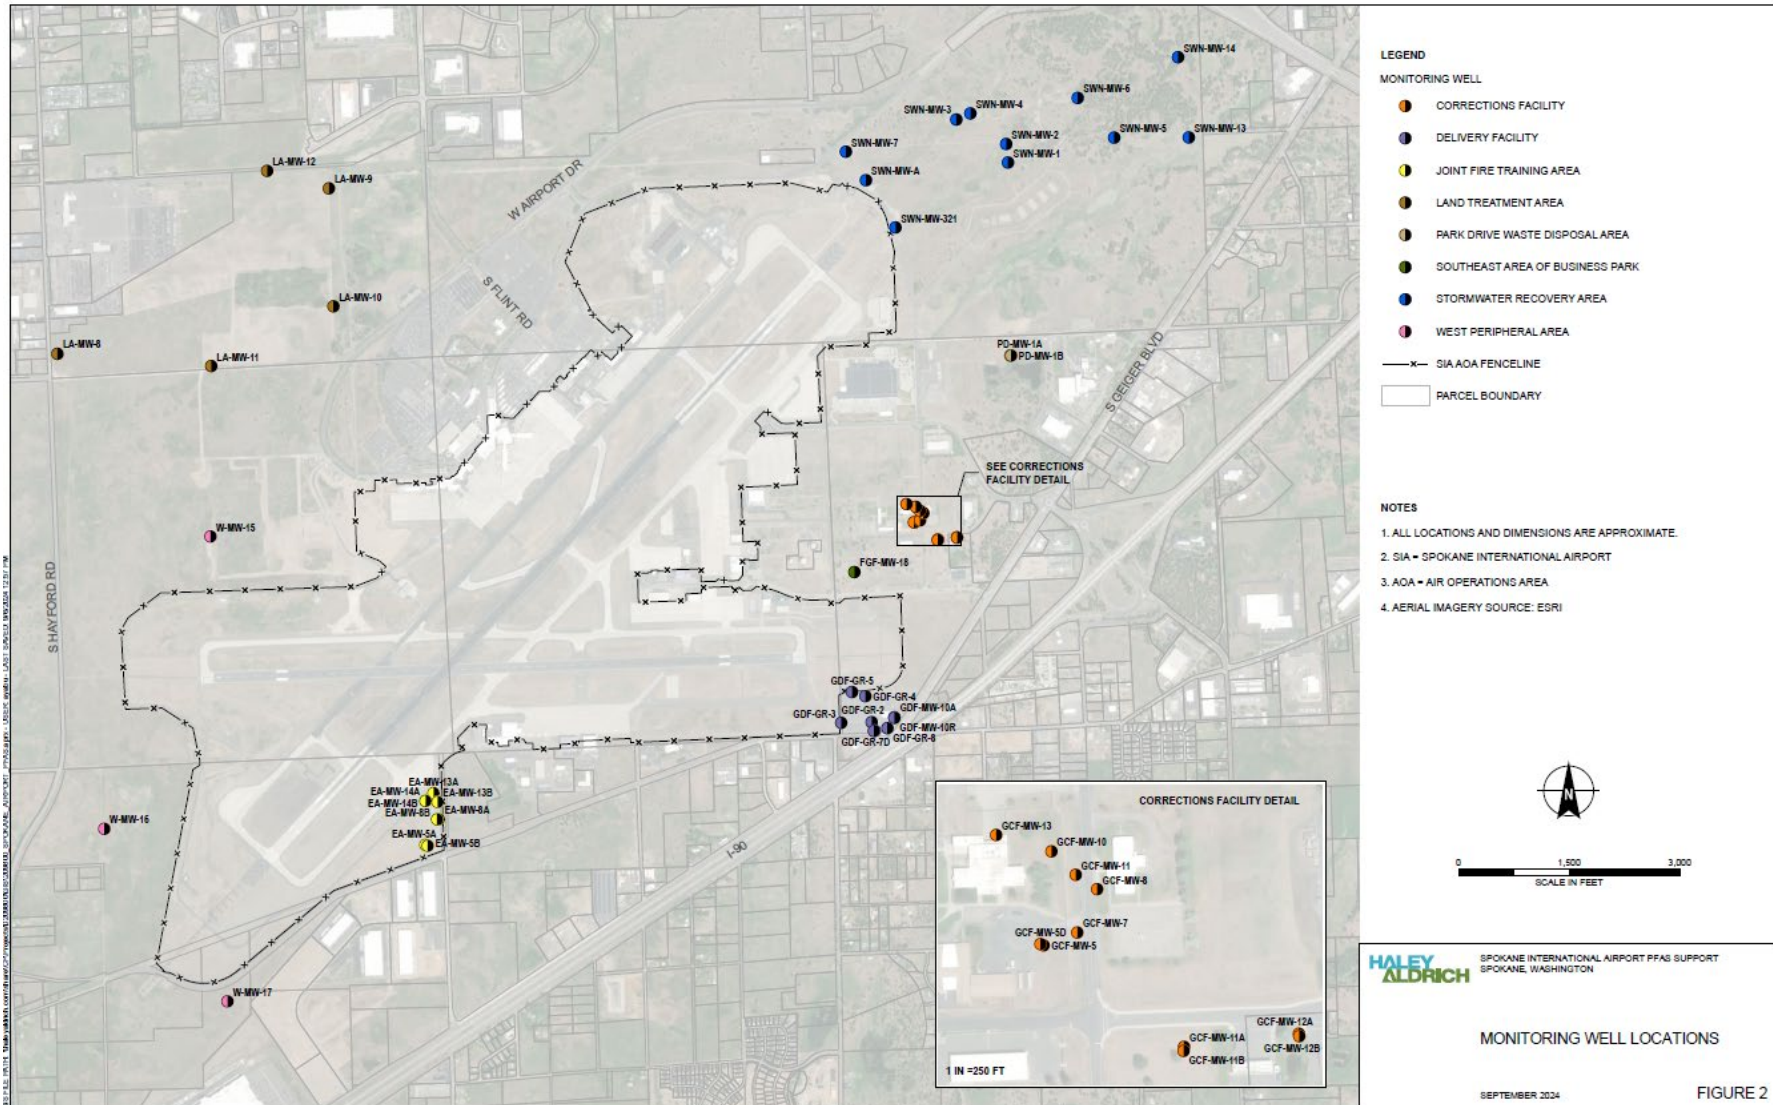 SWN-MW-14
SWN-MW-6
SWN-MW-3
SWN-MW-4
SWN-MW-2
SWN-MW-5
SWN-MW-13
SWN-MW-7
SWN-MW-1
SWN-MW-A
SWN-MW-321
LA-MW-12
LA-MW-9
LA-MW-10
LA-MW-8
LA-MW-11
W AIRPORT DR
S FLINT RD
S GEIGER BLVD
S HAYFORD RD
I-90
PD-MW-1A
PD-MW-1B
SEE CORRECTIONS
FACILITY DETAIL
W-MW-15
FGF-MW-18
GDF-GR-5
GDF-GR-4
GDF-GR-3
GDF-GR-2
GDF-MW-10A
GDF-MW-10R
GDF-GR-7D
GDF-GR-8
EA-MW-13A
EA-MW-14A
EA-MW-13B
EA-MW-14B
EA-MW-8A
EA-MW-8B
EA-MW-5A
EA-MW-5B
W-MW-16
W-MW-17
CORRECTIONS FACILITY DETAIL
GCF-MW-13
GCF-MW-10
GCF-MW-11
GCF-MW-8
GCF-MW-7
GCF-MW-5D
GCF-MW-5
GCF-MW-12A
GCF-MW-11A
GCF-MW-12B
GCF-MW-11B
1 IN =250 FT
LEGEND
MONITORING WELL
CORRECTIONS FACILITY
DELIVERY FACILITY
JOINT FIRE TRAINING AREA
LAND TREATMENT AREA
PARK DRIVE WASTE DISPOSAL AREA
SOUTHEAST AREA OF BUSINESS PARK
STORMWATER RECOVERY AREA
WEST PERIPHERAL AREA
SIA AOA FENCELINE
PARCEL BOUNDARY
NOTES
1. ALL LOCATIONS AND DIMENSIONS ARE APPROXIMATE.
2. SIA = SPOKANE INTERNATIONAL AIRPORT
3. AOA = AIR OPERATIONS AREA
4. AERIAL IMAGERY SOURCE: ESRI
N
0 1,500 3,000
SCALE IN FEET
HALEY
ALDRICH
SPOKANE INTERNATIONAL AIRPORT PFAS SUPPORT
SPOKANE, WASHINGTON
MONITORING WELL LOCATIONS
SEPTEMBER 2024
FIGURE 2